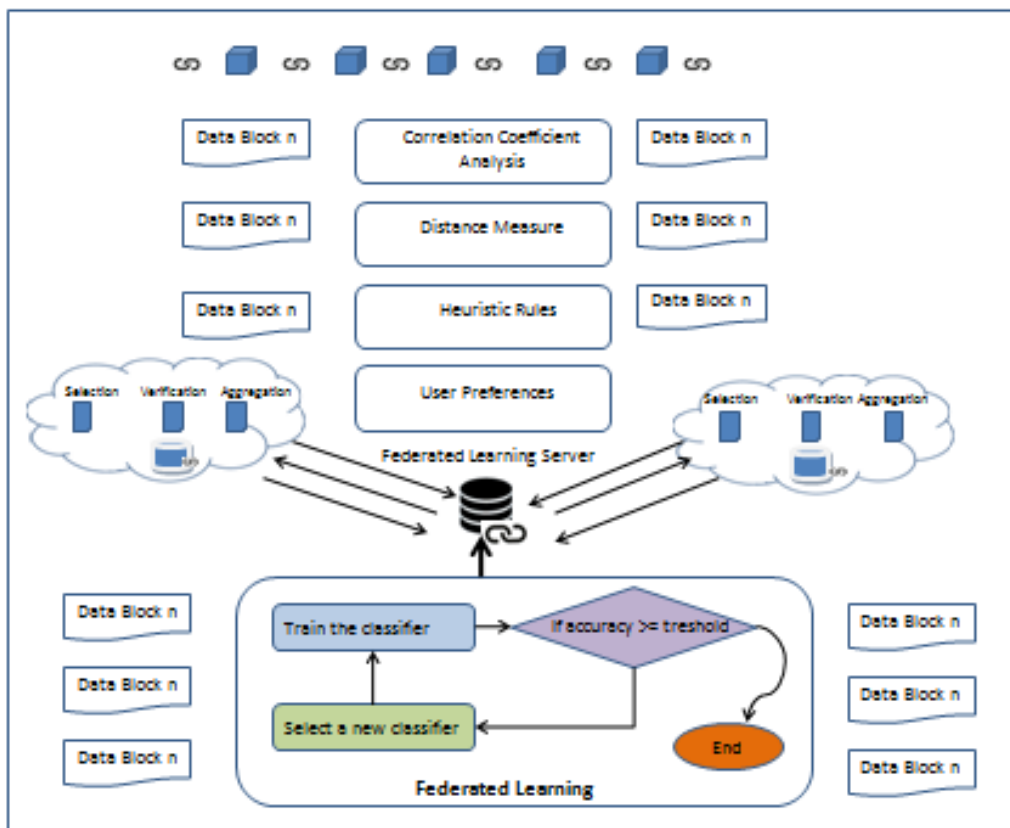 Data Block n
Correlation Coefficient
Analysis
Data Block n
Data Block n
Distance Measure
Data Block n
Data Block n
Heuristic Rules
Data Block n
Selection
Verification
Aggregation
User Preferences
Selection
Verification
Aggregation
Federated Learning Server
Data Block n
Train the classifier
If accuracy >= treshold
Data Block n
Data Block n
Select a new classifier
Data Block n
Data Block n
End
Data Block n
Federated Learning